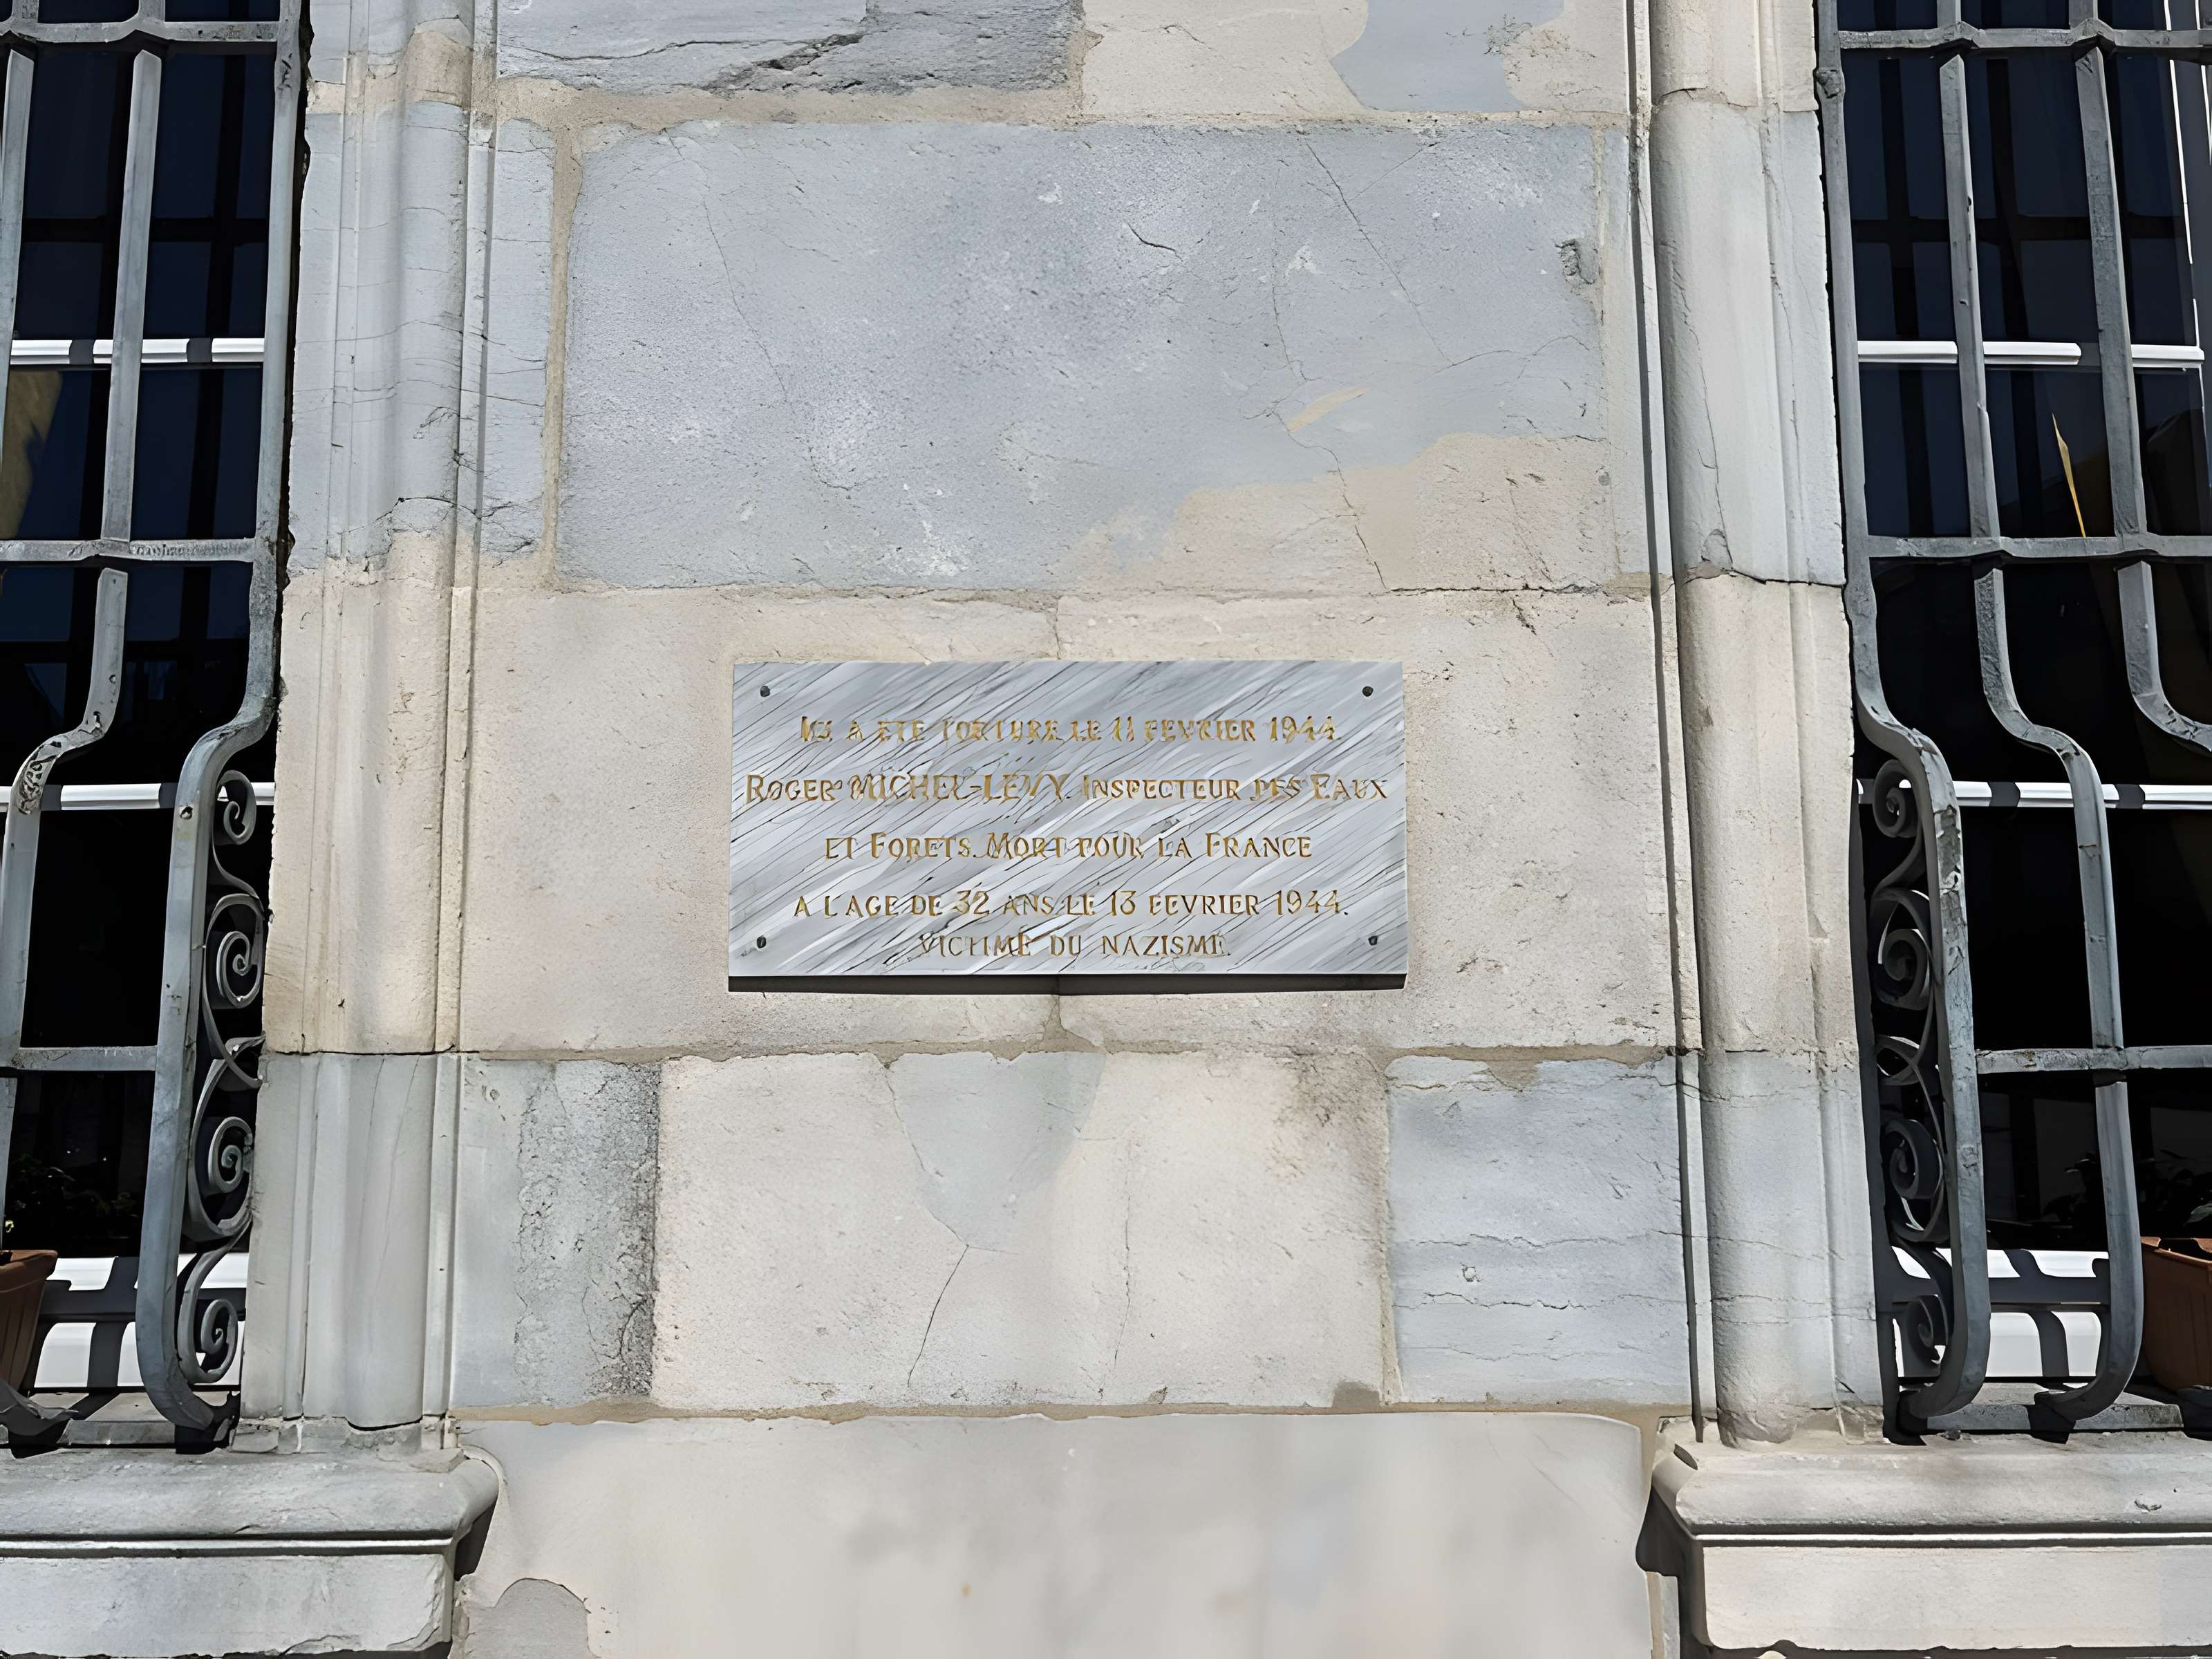 ICI A ETE TORTURE LE 11 FEVRIER 1944
ROGER MICHEL-LEVY. INSPECTEUR DES EAUX
ET FORETS. MORT POUR LA FRANCE
A L'AGE DE 32 ANS LE 13 FEVRIER 1944.
VICTIME DU NAZISME.